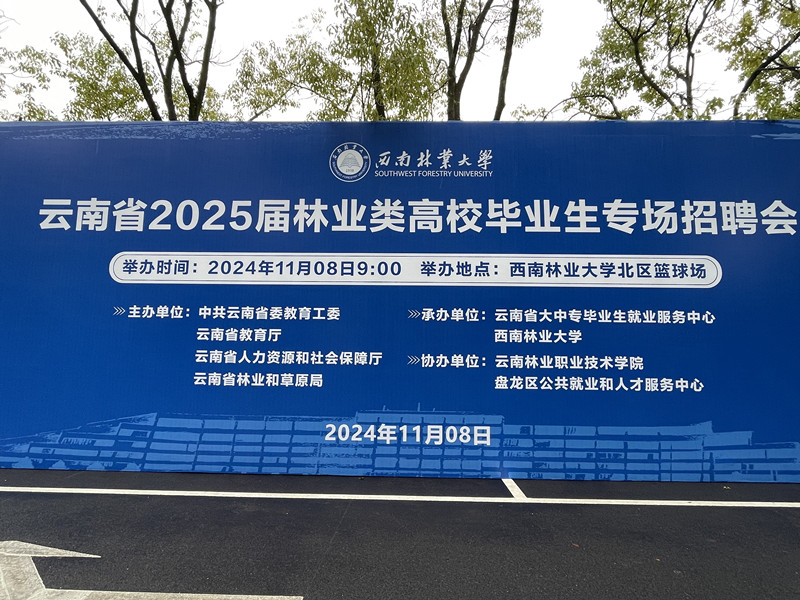 西南林业大学
SOUTHWEST FORESTRY UNIVERSITY
云南省2025届林业类高校毕业生专场招聘会
举办时间：2024年11月08日9:00 举办地点：西南林业大学北区篮球场
»主办单位：中共云南省委教育工委
云南省教育厅
云南省人力资源和社会保障厅
云南省林业和草原局
»承办单位：云南省大中专毕业生就业服务中心
西南林业大学
»协办单位：云南林业职业技术学院
盘龙区公共就业和人才服务中心
2024年11月08日